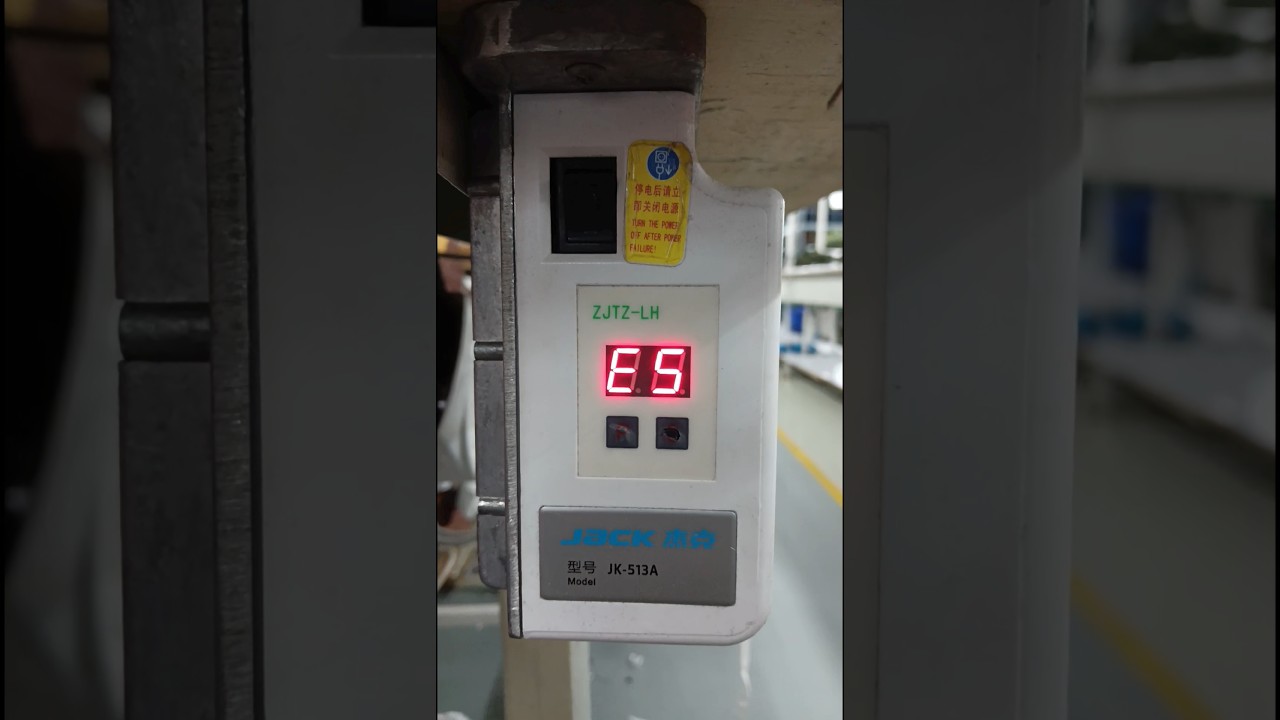 停电后请立
即关闭电源
TURN THE POWER
OFF AFTER POWER
FAILURE!
ZJTZ-LH
E5
JACK 杰克
型号 JK-513A
Model